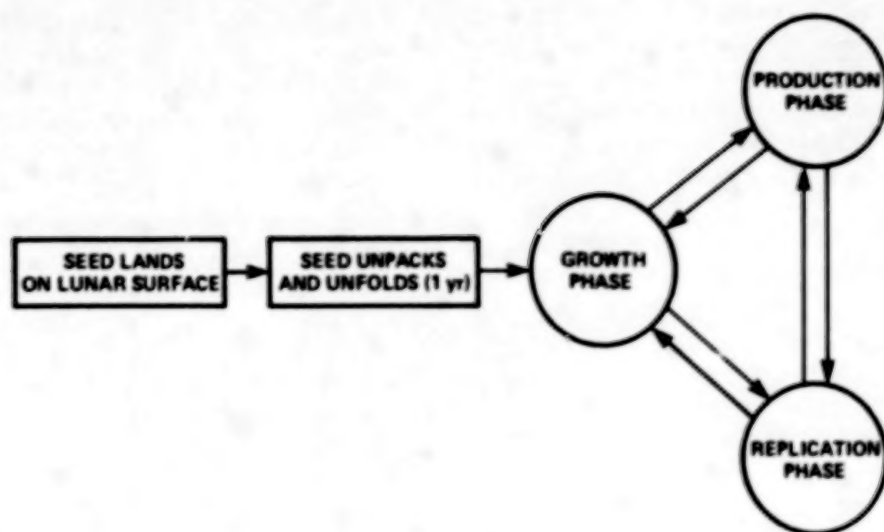 PRODUCTION
PHASE
SEED LANDS
ON LUNAR SURFACE
SEED UNPACKS
AND UNFOLDS (1 yr)
GROWTH
PHASE
REPLICATION
PHASE